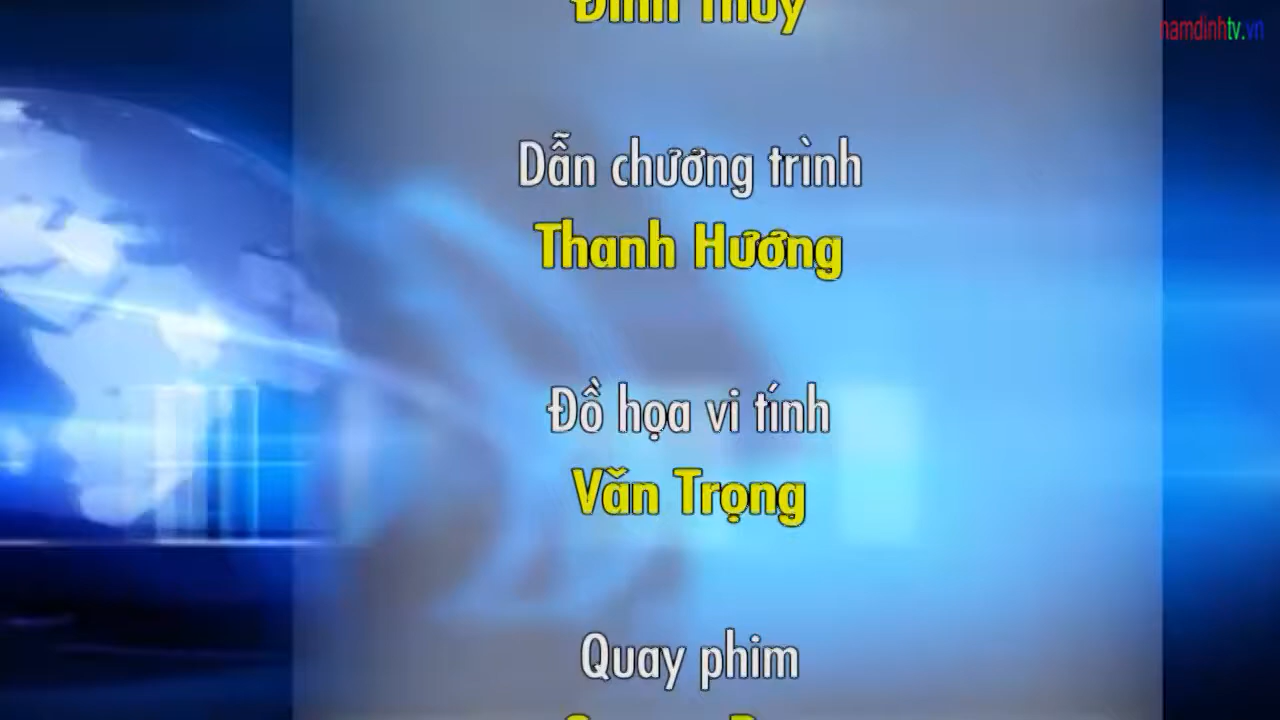 namdinhtv.vn
Dẫn chương trình
Thanh Hương
Đồ họa vi tính
Văn Trọng
Quay phim